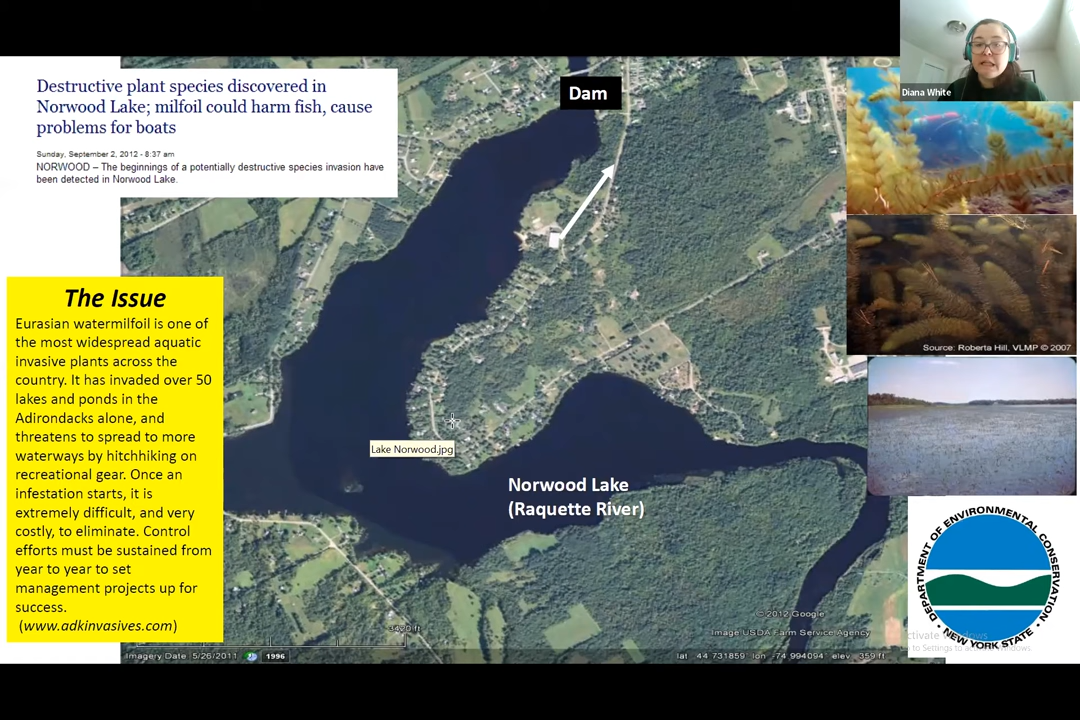 Destructive plant species discovered in
Norwood Lake; milfoil could harm fish, cause
problems for boats
Sunday, September 2, 2012 - 8:37 am
NORWOOD – The beginnings of a potentially destructive species invasion have
been detected in Norwood Lake.
Dam
Diana White
The Issue
Eurasian watermilfoil is one of
the most widespread aquatic
invasive plants across the
country. It has invaded over 50
lakes and ponds in the
Adirondacks alone, and
threatens to spread to more
waterways by hitchhiking on
recreational gear. Once an
infestation starts, it is
extremely difficult, and very
costly, to eliminate. Control
efforts must be sustained from
year to year to set
management projects up for
success.
(www.adkinvasives.com)
Lake Norwood.jpg
Norwood Lake
(Raquette River)
Source: Roberta Hill, VLMP © 2007
DEPARTMENT OF ENVIRONMENTAL CONSERVATION
NEW YORK STATE
© 2012 Google
Image USDA Farm Service Agency
3420 ft
Imagery Date 5/26/2011 1996
lat 44.731859° lon -74.994094° elev 359 ft